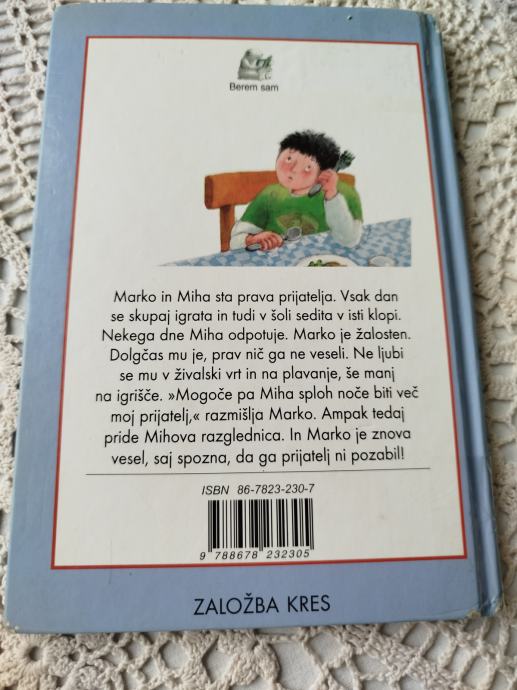 Berem sam
Marko in Miha sta prava prijatelja. Vsak dan
se skupaj igrata in tudi v šoli sedita v isti klopi.
Nekega dne Miha odpotuje. Marko je žalosten.
Dolgčas mu je, prav nič ga ne veseli. Ne ljubi
se mu v živalski vrt in na plavanje, še manj
na igrišče. »Mogoče pa Miha sploh noče biti več
moj prijatelj,« razmišlja Marko. Ampak tedaj
pride Mihova razglednica. In Marko je znova
vesel, saj spozna, da ga prijatelj ni pozabil!
ISBN 86-7823-230-7
9 788678 232305
ZALOŽBA KRES